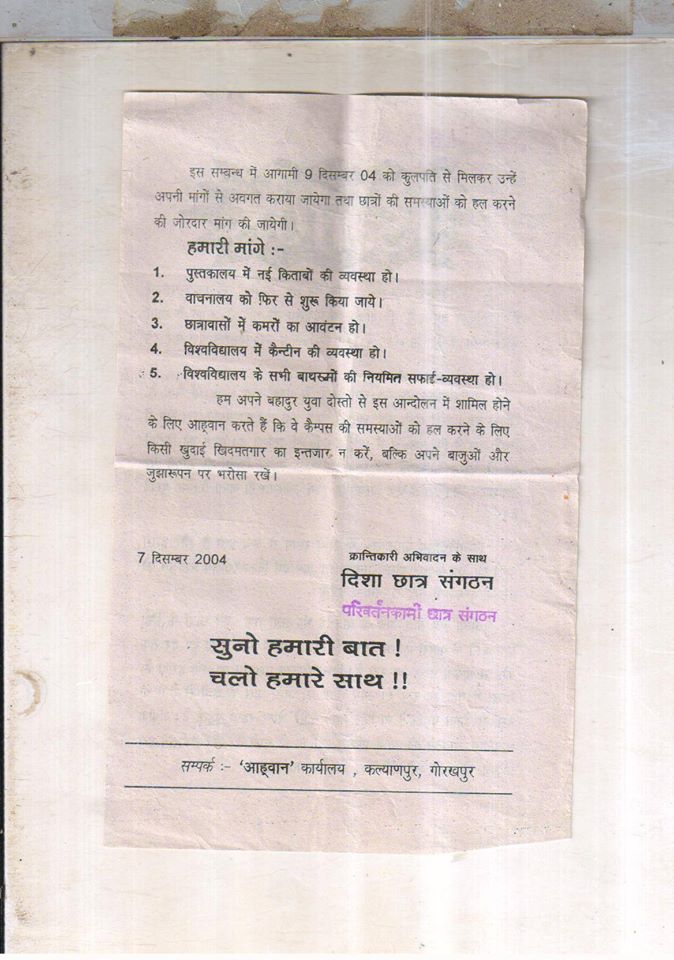 इस सम्बन्ध में आगामी 9 दिसम्बर 04 को कुलपति से मिलकर उन्हें
अपनी मांगों से अवगत कराया जायेगा तथा छात्रों की समस्याओं को हल करने
की जोरदार मांग की जायेगी।
हमारी मांगे :-
1. पुस्तकालय में नई किताबों की व्यवस्था हो।
2. वाचनालय को फिर से शुरू किया जाये।
3. छात्रावासों में कमरों का आवंटन हो।
4. विश्वविद्यालय में कैन्टीन की व्यवस्था हो।
5. विश्वविद्यालय के सभी बाथरूमों की नियमित सफाई-व्यवस्था हो।
हम अपने बहादुर युवा दोस्तो से इस आन्दोलन में शामिल होने
के लिए आह्वान करते हैं कि वे कैम्पस की समस्याओं को हल करने के लिए
किसी खुदाई खिदमतगार का इन्तजार न करें, बल्कि अपने बाजुओं और
जुझारूपन पर भरोसा रखें।
7 दिसम्बर 2004
क्रान्तिकारी अभिवादन के साथ
दिशा छात्र संगठन
परिवर्तनकामी छात्र संगठन
सुनो हमारी बात !
चलो हमारे साथ !!
सम्पर्क :- 'आह्वान' कार्यालय , कल्याणपुर, गोरखपुर